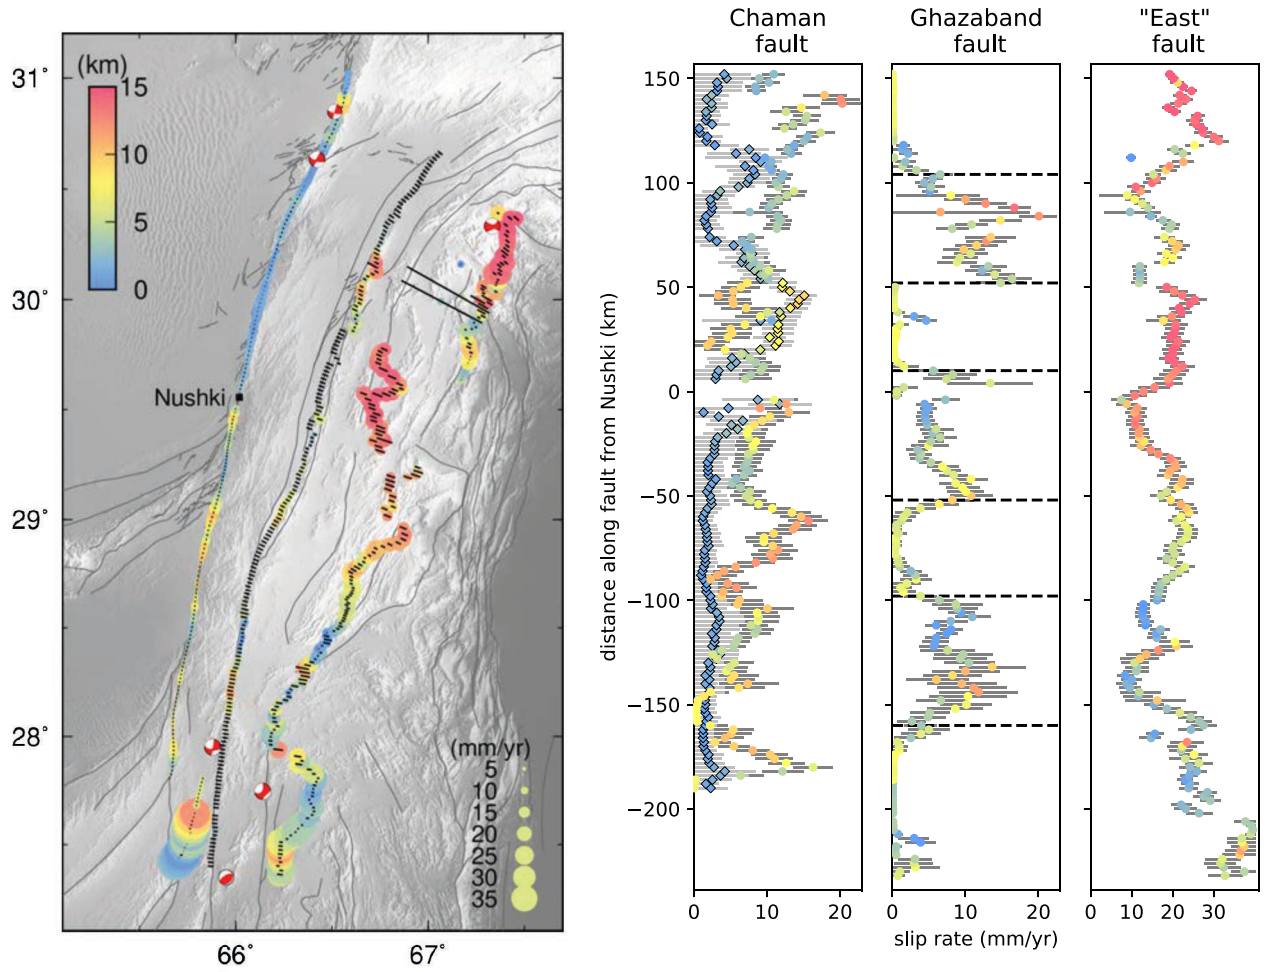 31°
30°
29°
28°
66°
67°
(km)
15
10
5
0
Nushki
(mm/yr)
5
10
15
20
25
30
35
distance along fault from Nushki (km)
150
100
50
0
−50
−100
−150
−200
Chaman
fault
0 10 20
Ghazaband
fault
0 10 20
slip rate (mm/yr)
"East"
fault
0 10 20 30